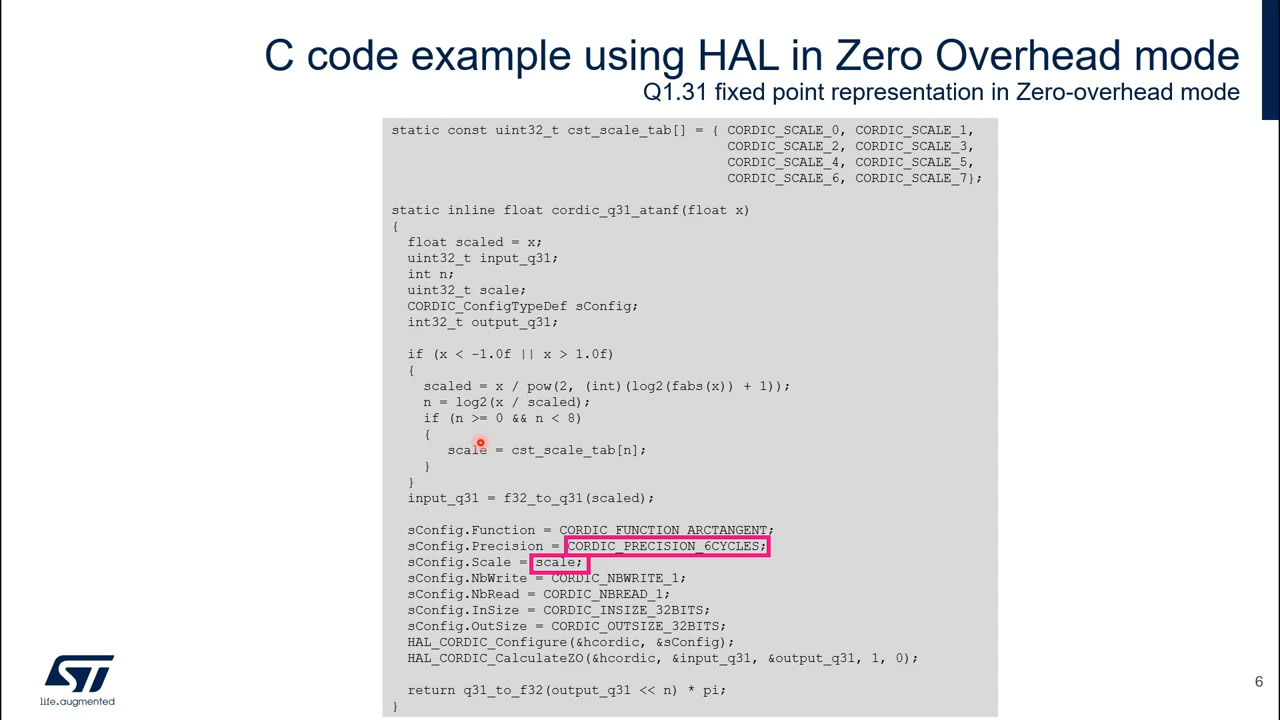 C code example using HAL in Zero Overhead mode
Q1.31 fixed point representation in Zero-overhead mode
static const uint32_t cst_scale_tab[] = { CORDIC_SCALE_0, CORDIC_SCALE_1,
CORDIC_SCALE_2, CORDIC_SCALE_3,
CORDIC_SCALE_4, CORDIC_SCALE_5,
CORDIC_SCALE_6, CORDIC_SCALE_7};
static inline float cordic_q31_atanf(float x)
{
float scaled = x;
uint32_t input_q31;
int n;
uint32_t scale;
CORDIC_ConfigTypeDef sConfig;
int32_t output_q31;
if (x < -1.0f || x > 1.0f)
{
scaled = x / pow(2, (int)(log2(fabs(x)) + 1));
n = log2(x / scaled);
if (n >= 0 && n < 8)
{
scale = cst_scale_tab[n];
}
}
input_q31 = f32_to_q31(scaled);
sConfig.Function = CORDIC_FUNCTION_ARCTANGENT;
sConfig.Precision = CORDIC_PRECISION_6CYCLES;
sConfig.Scale = scale;
sConfig.NbWrite = CORDIC_NBWRITE_1;
sConfig.NbRead = CORDIC_NBREAD_1;
sConfig.InSize = CORDIC_INSIZE_32BITS;
sConfig.OutSize = CORDIC_OUTSIZE_32BITS;
HAL_CORDIC_Configure(&hcordic, &sConfig);
HAL_CORDIC_CalculateZO(&hcordic, &input_q31, &output_q31, 1, 0);
return q31_to_f32(output_q31 << n) * pi;
}
ST
life.augmented
6